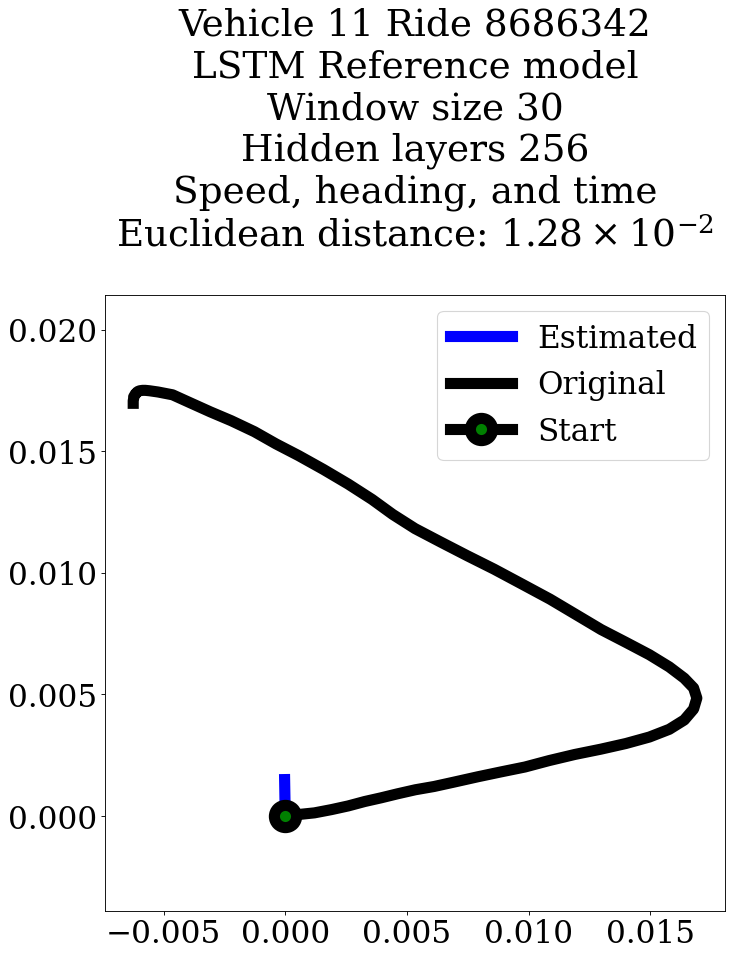 Vehicle 11 Ride 8686342
LSTM Reference model
Window size 30
Hidden layers 256
Speed, heading, and time
Euclidean distance: 1.28 × 10⁻²
Estimated
Original
Start
0.020
0.015
0.010
0.005
0.000
−0.005 0.000 0.005 0.010 0.015